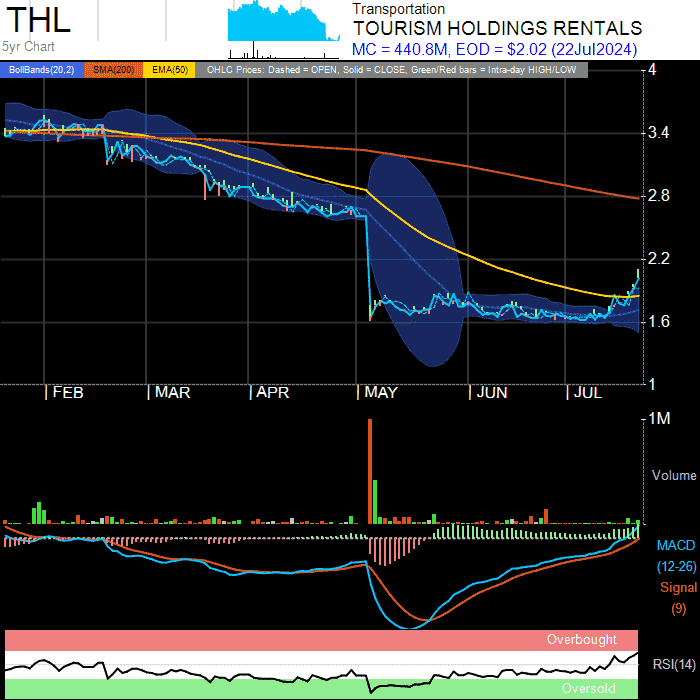 THL
Transportation
TOURISM HOLDINGS RENTALS
5yr Chart
MC = 440.8M, EOD = $2.02 (22Jul2024)
BollBands(20,2) SMA(200) EMA(50) OHLC Prices: Dashed = OPEN, Solid = CLOSE, Green/Red bars = Intra-day HIGH/LOW
4
3.4
2.8
2.2
1.6
1
FEB MAR APR MAY JUN JUL
1M
Volume
MACD
(12-26)
Signal
(9)
Overbought
RSI(14)
Oversold